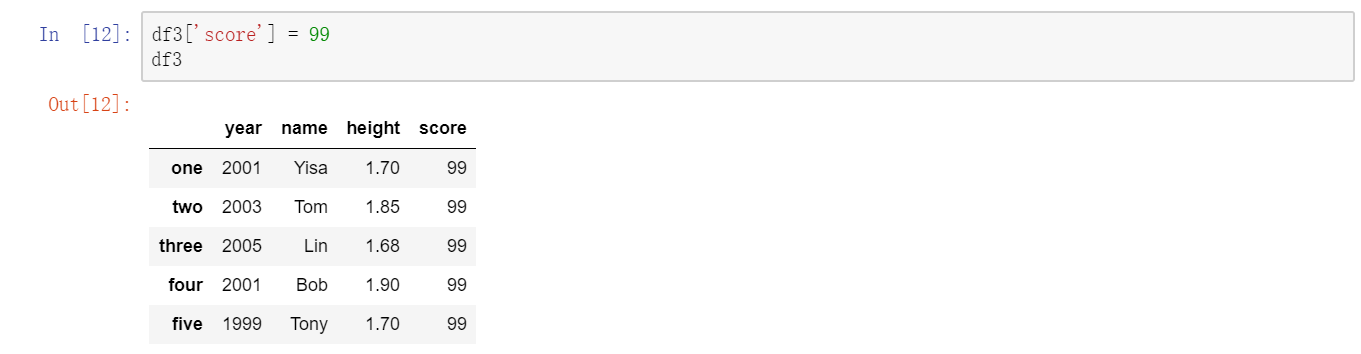 In [12]: df3['score'] = 99
df3
Out[12]:
year name height score
one 2001 Yisa 1.70 99
two 2003 Tom 1.85 99
three 2005 Lin 1.68 99
four 2001 Bob 1.90 99
five 1999 Tony 1.70 99